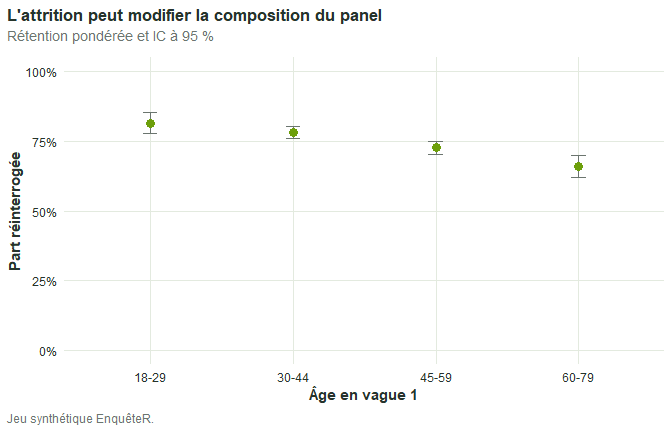 L'attrition peut modifier la composition du panel
Rétention pondérée et IC à 95 %
100%
75%
50%
25%
0%
Part réinterrogée
18-29
30-44
45-59
60-79
Âge en vague 1
Jeu synthétique EnquêteR.